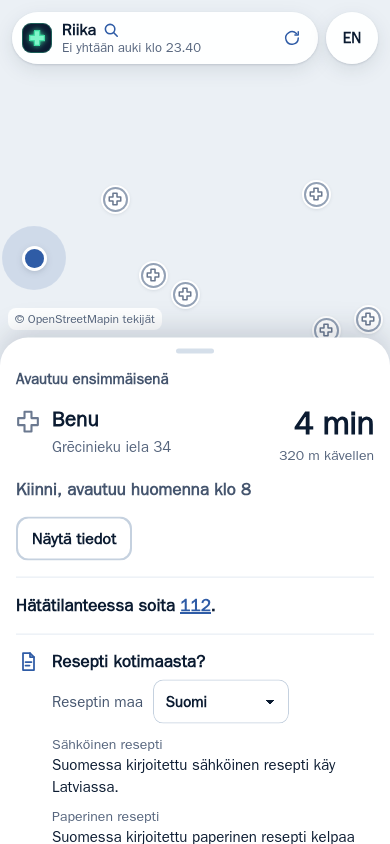 Riika
Ei yhtään auki klo 23.40
EN
© OpenStreetMapin tekijät
Avautuu ensimmäisenä
Benu
4 min
Grēcinieku iela 34
320 m kävellen
Kiinni, avautuu huomenna klo 8
Näytä tiedot
Hätätilanteessa soita 112.
Resepti kotimaasta?
Reseptin maa
Suomi
Sähköinen resepti
Suomessa kirjoitettu sähköinen resepti käy
Latviassa.
Paperinen resepti
Suomessa kirjoitettu paperinen resepti kelpaa